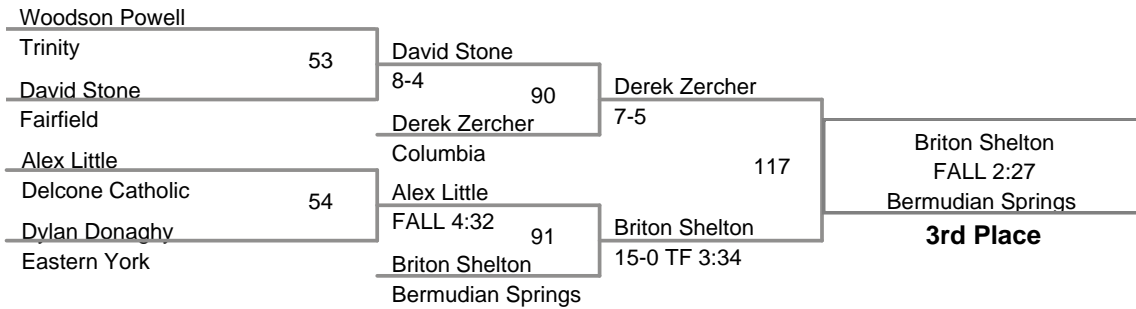 Woodson Powell
Trinity
53
David Stone
Fairfield
Alex Little
Delcone Catholic
54
Dylan Donaghy
Eastern York
David Stone
8-4
90
Derek Zercher
Columbia
Alex Little
FALL 4:32
91
Briton Shelton
Bermudian Springs
Derek Zercher
7-5
117
Briton Shelton
15-0 TF 3:34
Briton Shelton
FALL 2:27
Bermudian Springs
3rd Place